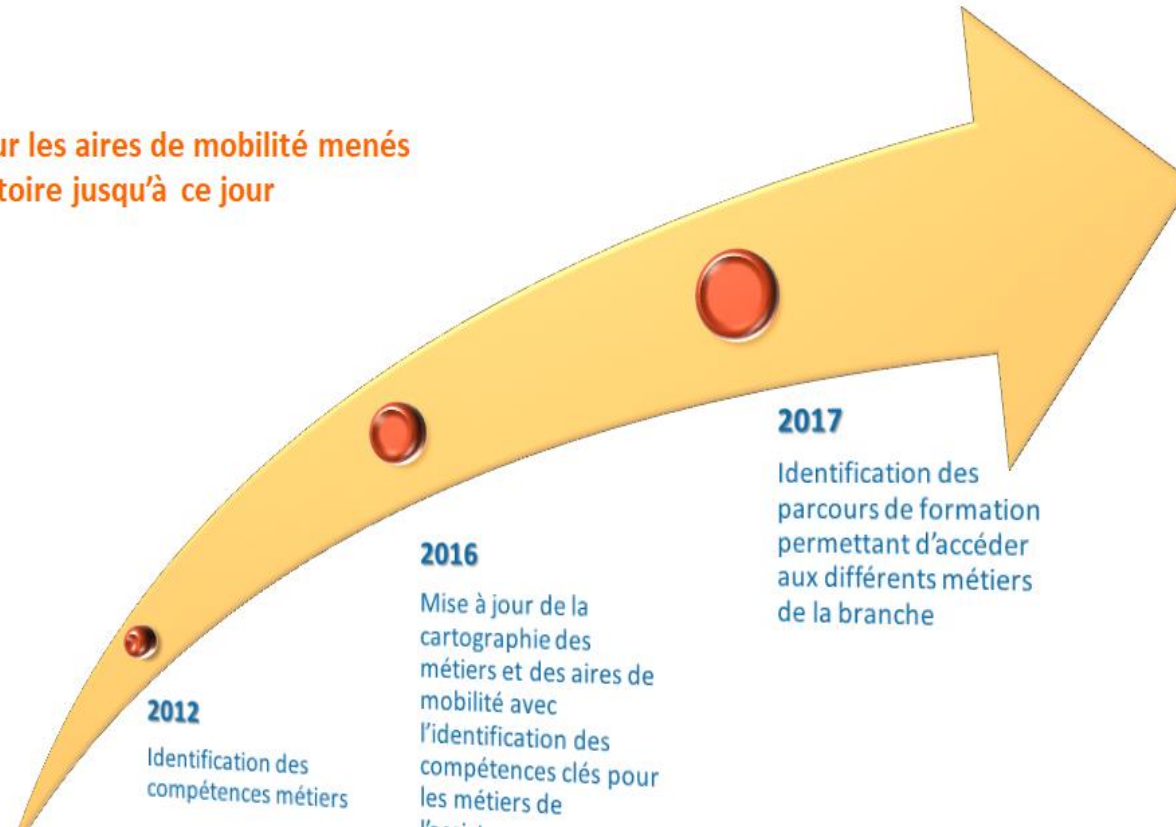 ur les aires de mobilité menés
toire jusqu'à ce jour
2017
Identification des
parcours de formation
permettant d'accéder
aux différents métiers
de la branche
2016
Mise à jour de la
cartographie des
métiers et des aires de
mobilité avec
l'identification des
compétences clés pour
les métiers de
2012
Identification des
compétences métiers